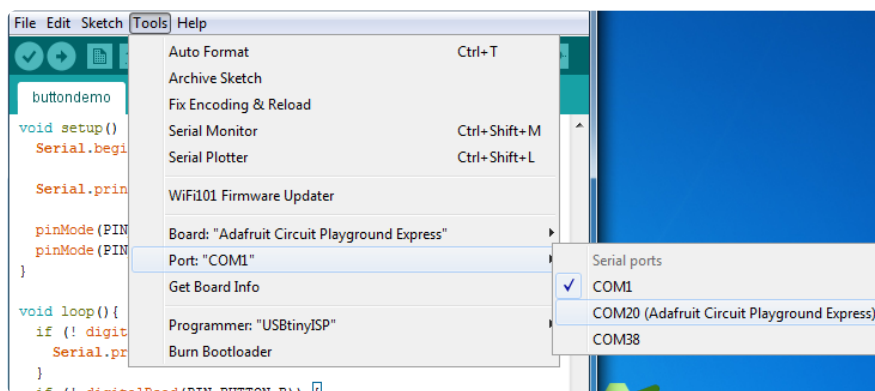 File Edit Sketch Tools Help
Auto Format Ctrl+T
Archive Sketch
Fix Encoding & Reload
Serial Monitor Ctrl+Shift+M
Serial Plotter Ctrl+Shift+L
WiFi101 Firmware Updater
Board: "Adafruit Circuit Playground Express"
Port: "COM1"
Get Board Info
Programmer: "USBtinyISP"
Burn Bootloader
Serial ports
COM1
COM20 (Adafruit Circuit Playground Express)
COM38
buttondemo
void setup()
Serial.begi
Serial.prin
pinMode(PIN
pinMode(PIN
}
void loop(){
if (! digit
Serial.pr
}
if (! digitalRead(PIN_BUTTON_B)) {